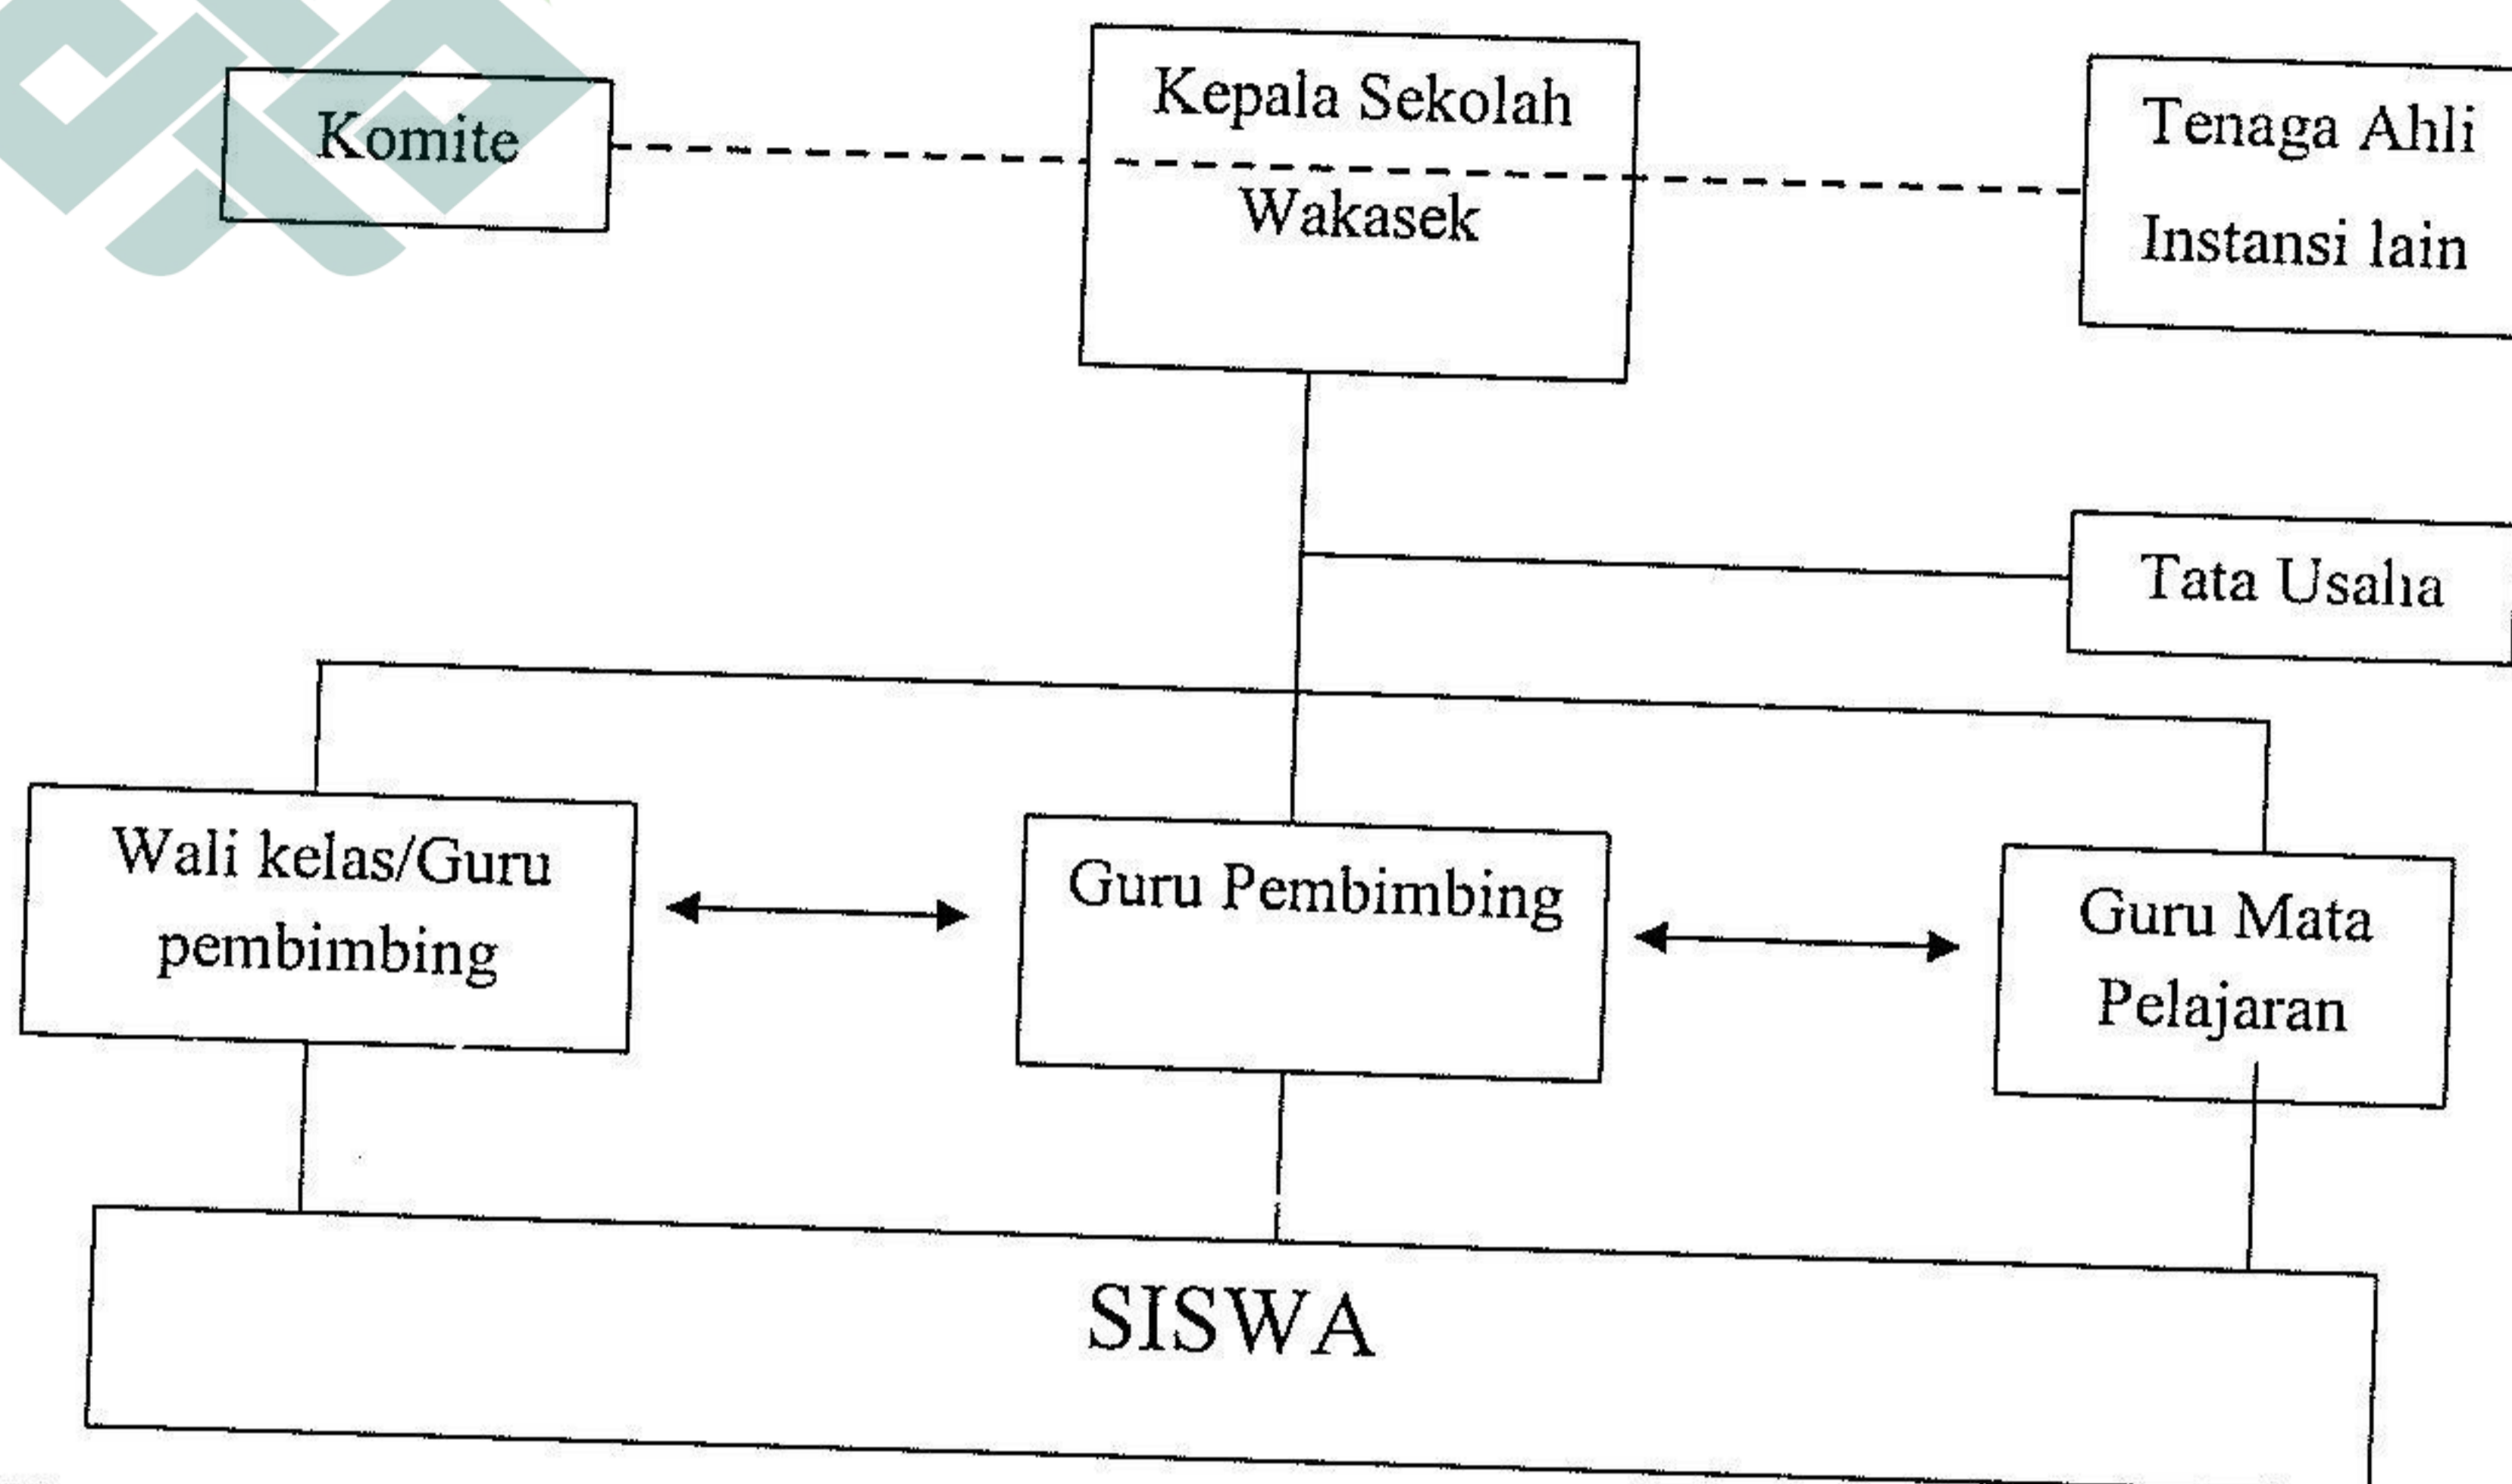 Komite
Kepala Sekolah
Wakasek
Tenaga Ahli
Instansi lain
Tata Usaha
Wali kelas/Guru
pembimbing
Guru Pembimbing
Guru Mata
Pelajaran
SISWA